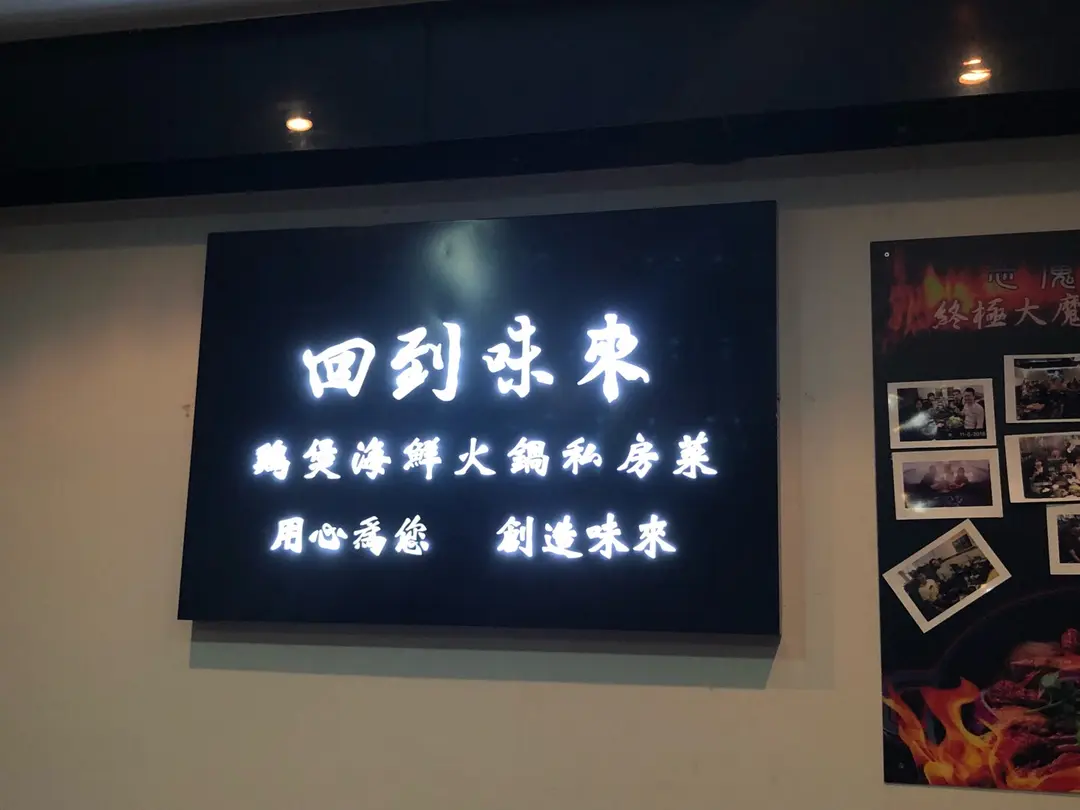 回到味來
鷄煲海鮮火鍋私房菜
用心為您 創造味來
終極大魔